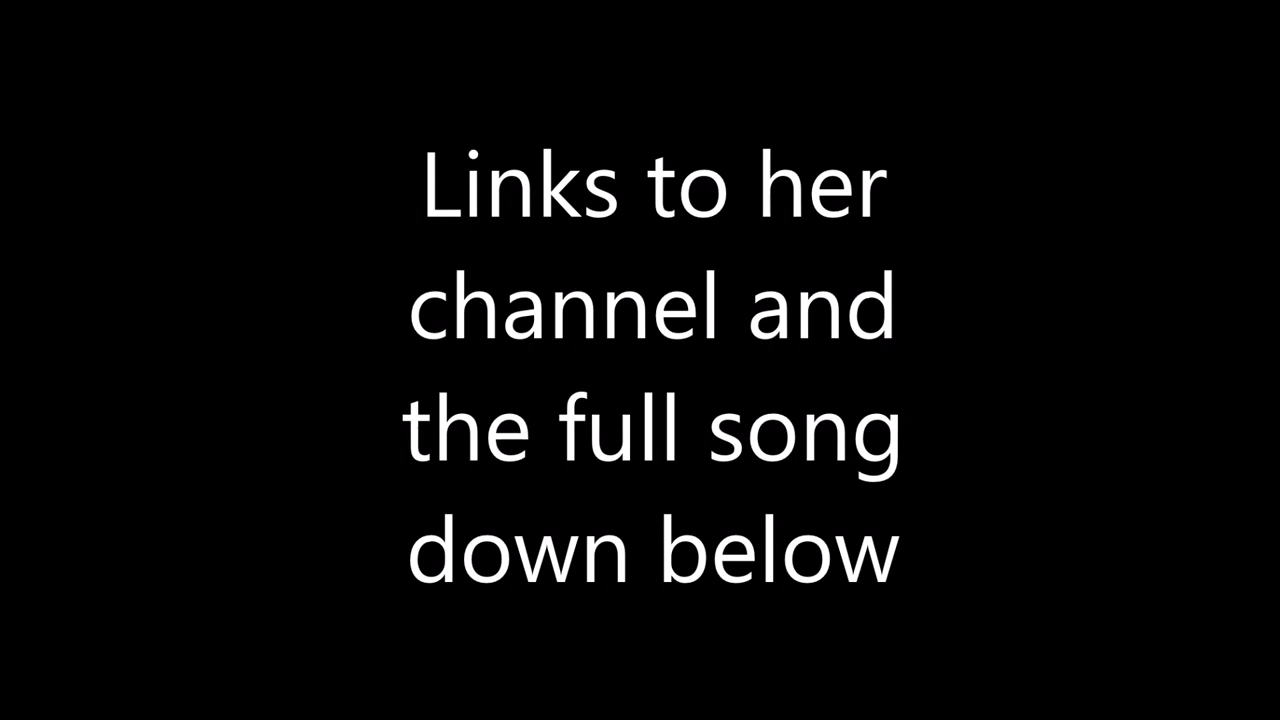 Links to her
channel and
the full song
down below